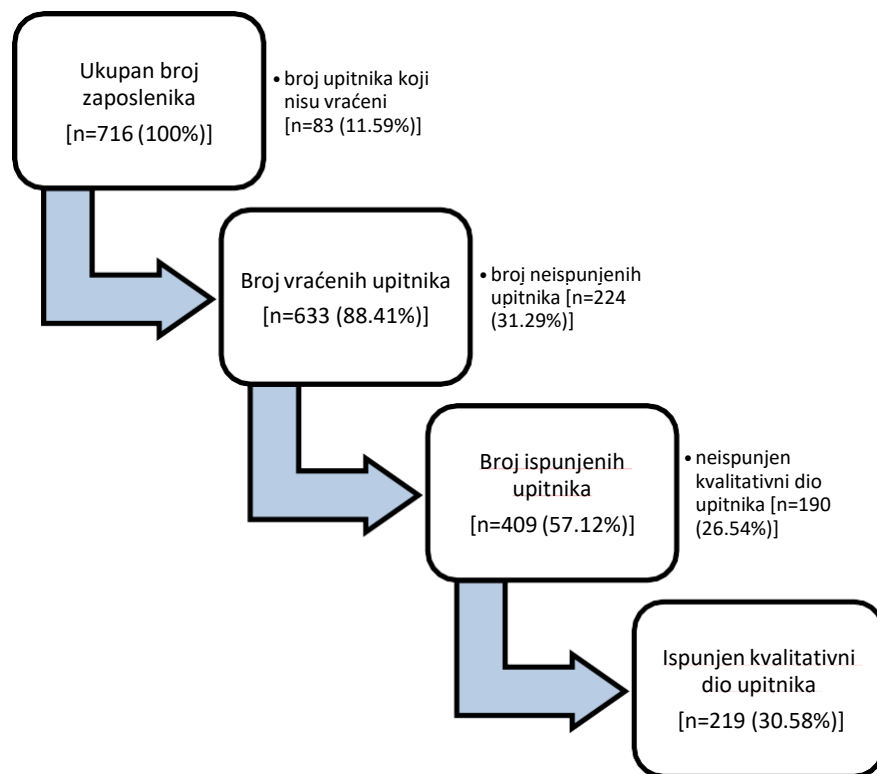 Ukupan broj
zaposlenika
[n=716 (100%)]
• broj upitnika koji
nisu vraćeni
[n=83 (11.59%)]
Broj vraćenih upitnika
[n=633 (88.41%)]
• broj neispunjenih
upitnika [n=224
(31.29%)]
Broj ispunjenih
upitnika
[n=409 (57.12%)]
• neispunjen
kvalitativni dio
upitnika [n=190
(26.54%)]
Ispunjen kvalitativni
dio upitnika
[n=219 (30.58%)]